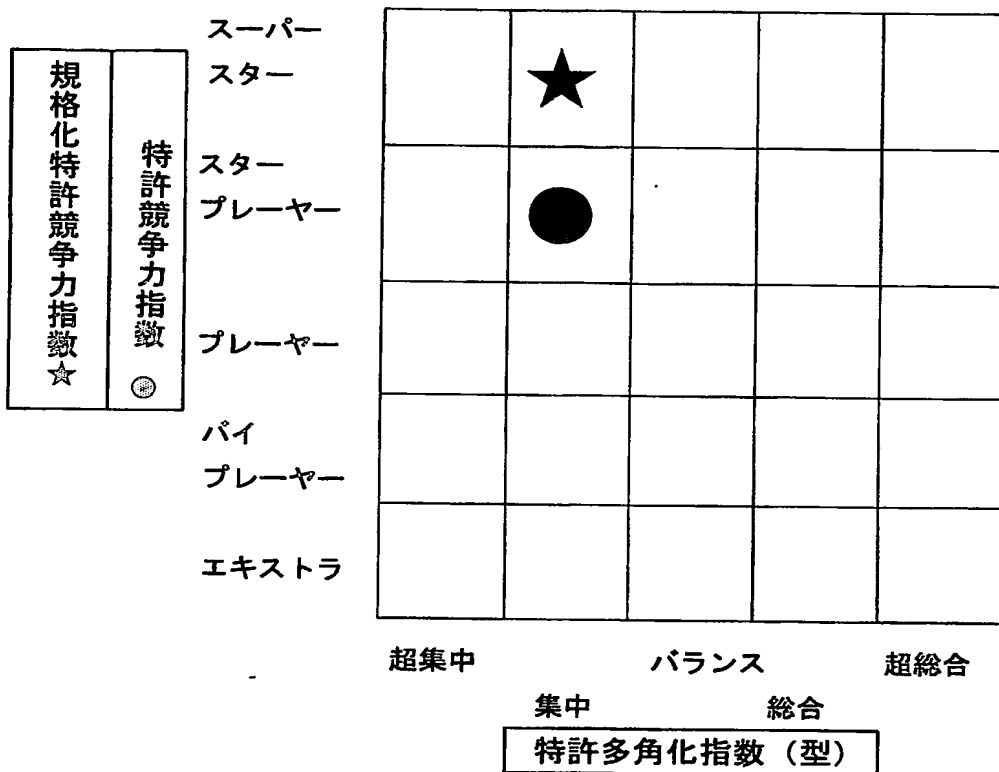 規格化特許競争力指数☆
特許競争力指数
スーパー
スター
スター
プレーヤー
プレーヤー
バイ
プレーヤー
エキストラ
超集中
集中
バランス
総合
超総合
特許多角化指数（型）